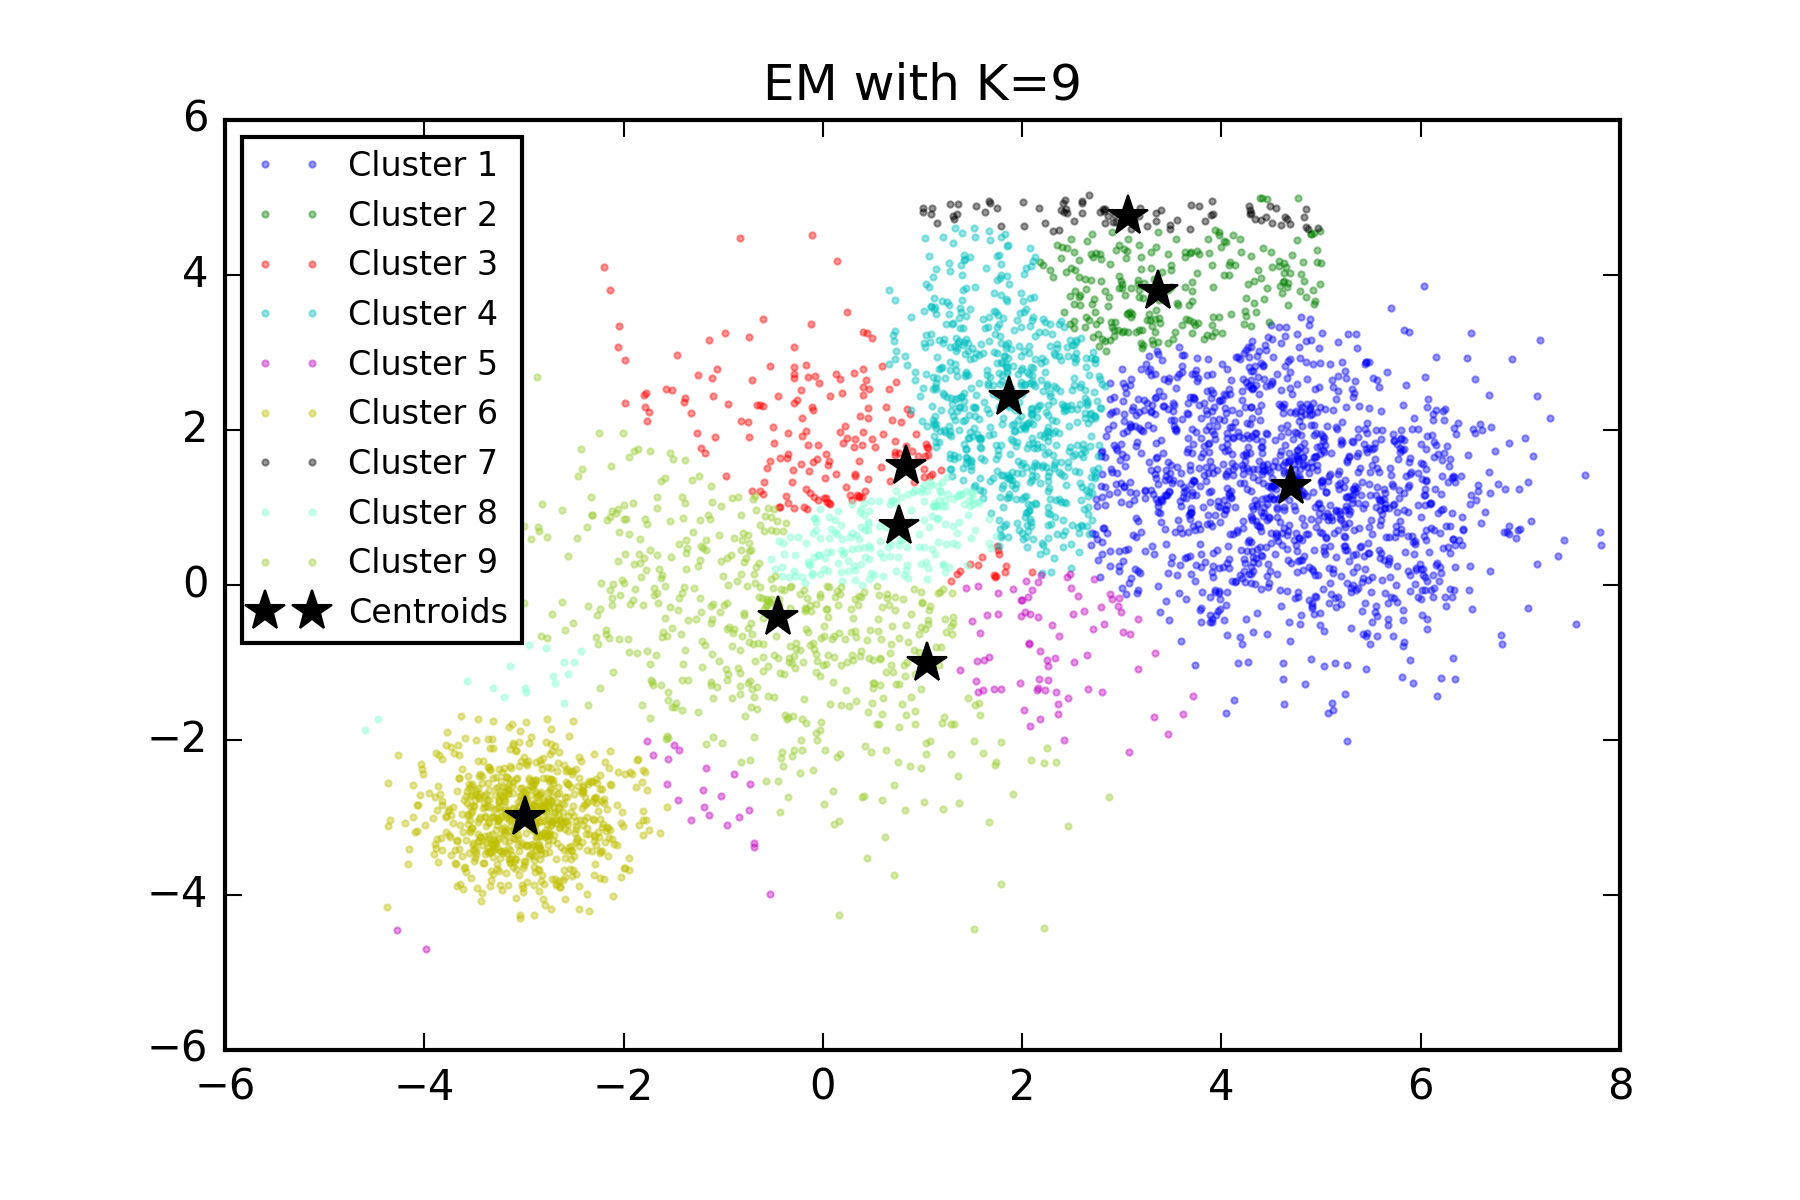 EM with K=9
6
4
2
0
−2
−4
−6
−6 −4 −2 0 2 4 6 8
Cluster 1
Cluster 2
Cluster 3
Cluster 4
Cluster 5
Cluster 6
Cluster 7
Cluster 8
Cluster 9
Centroids